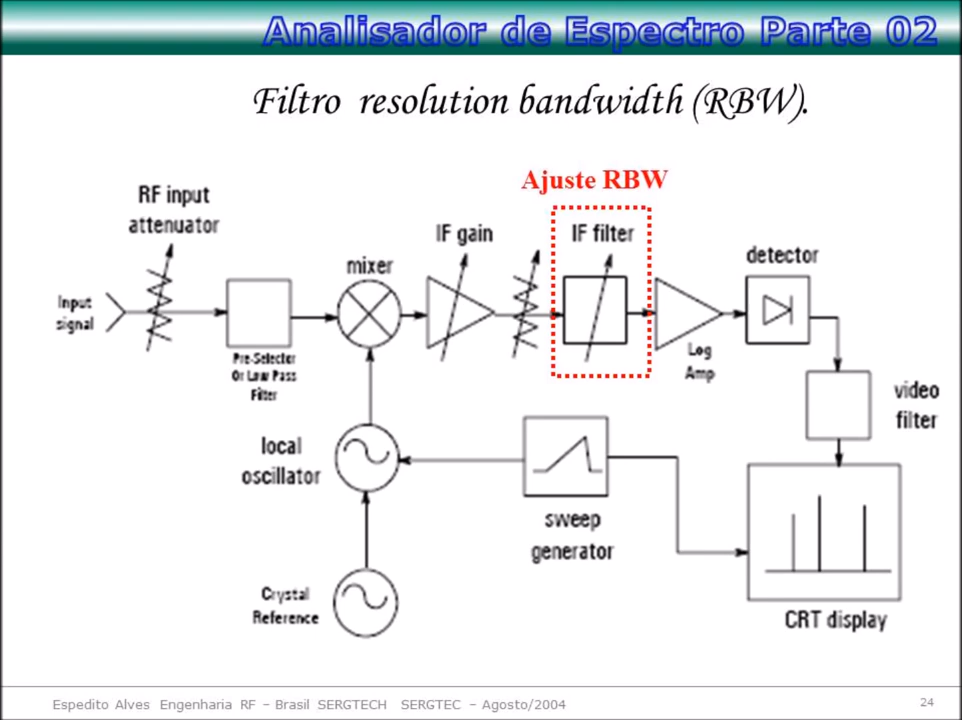 Analisador de Espectro Parte 02
Filtro resolution bandwidth (RBW).
Ajuste RBW
RF input
attenuator
IF gain
IF filter
detector
mixer
Input
signal
Pre-Selector
Or Low Pass
Filter
Log
Amp
video
filter
local
oscillator
sweep
generator
Crystal
Reference
CRT display
Espedito Alves Engenharia RF – Brasil SERGTECH SERGTEC – Agosto/2004
24